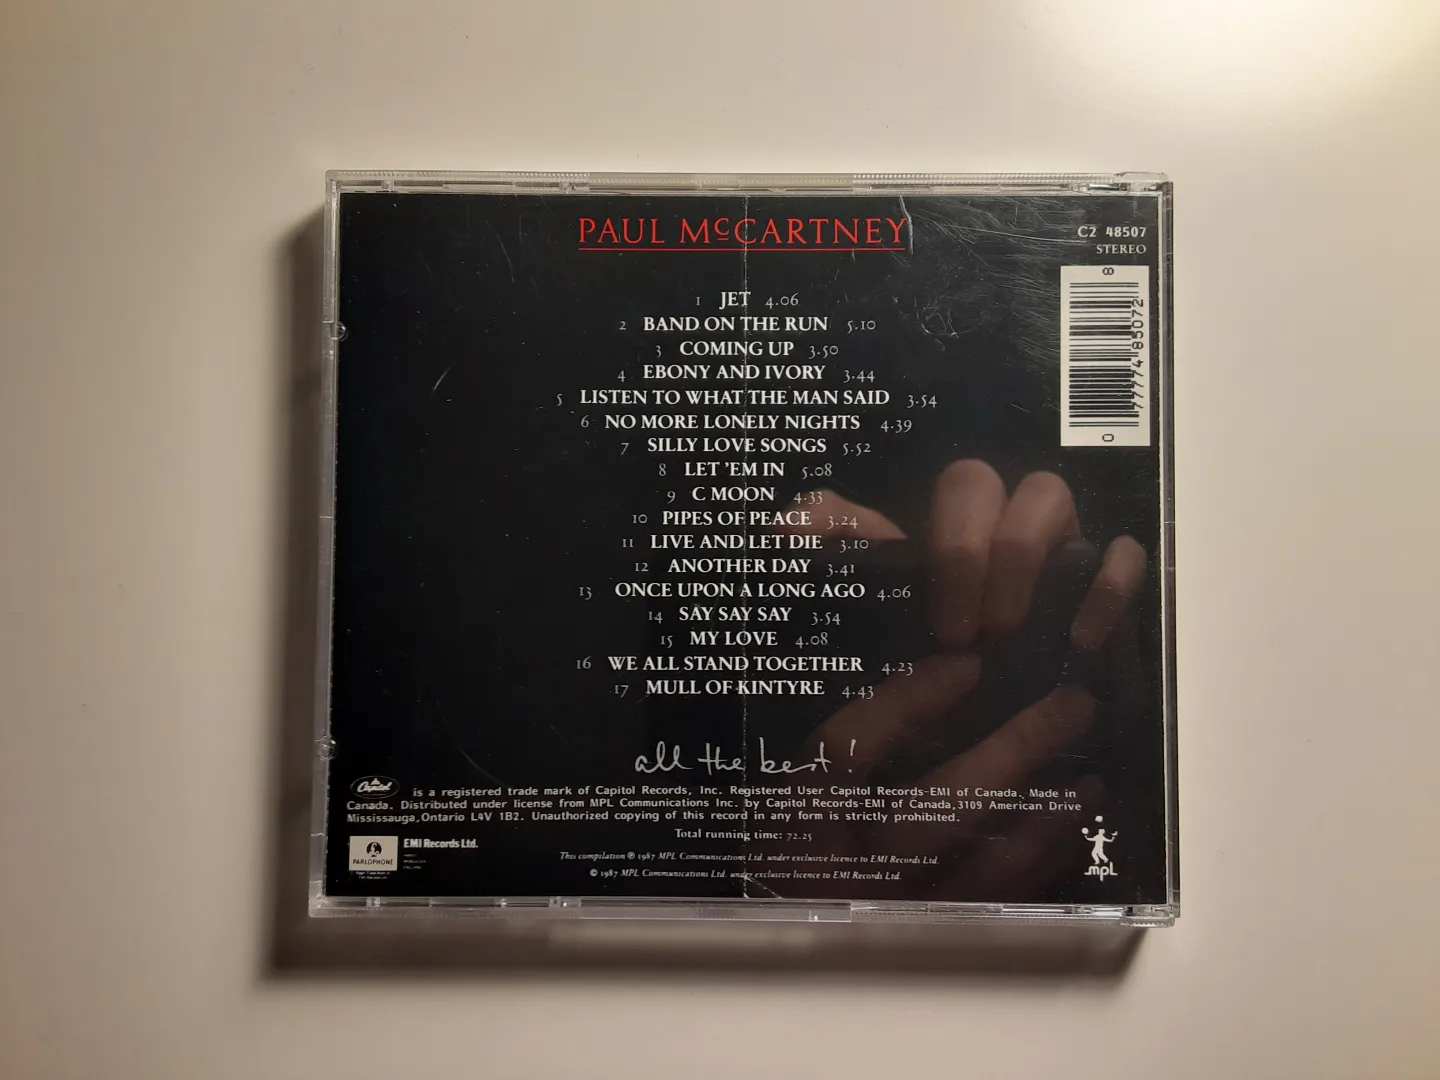 PAUL McCARTNEY
C2 48507
STEREO
0 77774 85072 8
1 JET 4.06
2 BAND ON THE RUN 5.10
3 COMING UP 3.50
4 EBONY AND IVORY 3.44
5 LISTEN TO WHAT THE MAN SAID 3.54
6 NO MORE LONELY NIGHTS 4.39
7 SILLY LOVE SONGS 5.52
8 LET 'EM IN 5.08
9 C MOON 4.33
10 PIPES OF PEACE 3.24
11 LIVE AND LET DIE 3.10
12 ANOTHER DAY 3.41
13 ONCE UPON A LONG AGO 4.06
14 SAY SAY SAY 3.54
15 MY LOVE 4.08
16 WE ALL STAND TOGETHER 4.23
17 MULL OF KINTYRE 4.43
all the best!
Capitol is a registered trade mark of Capitol Records, Inc. Registered User Capitol Records-EMI of Canada. Made in
Canada. Distributed under license from MPL Communications Inc. by Capitol Records-EMI of Canada,3109 American Drive
Mississauga,Ontario L4V 1B2. Unauthorized copying of this record in any form is strictly prohibited.
Total running time: 72.25
PARLOPHONE
EMI Records Ltd.
This compilation ℗ 1987 MPL Communications Ltd. under exclusive licence to EMI Records Ltd.
© 1987 MPL Communications Ltd. under exclusive licence to EMI Records Ltd.
MPL